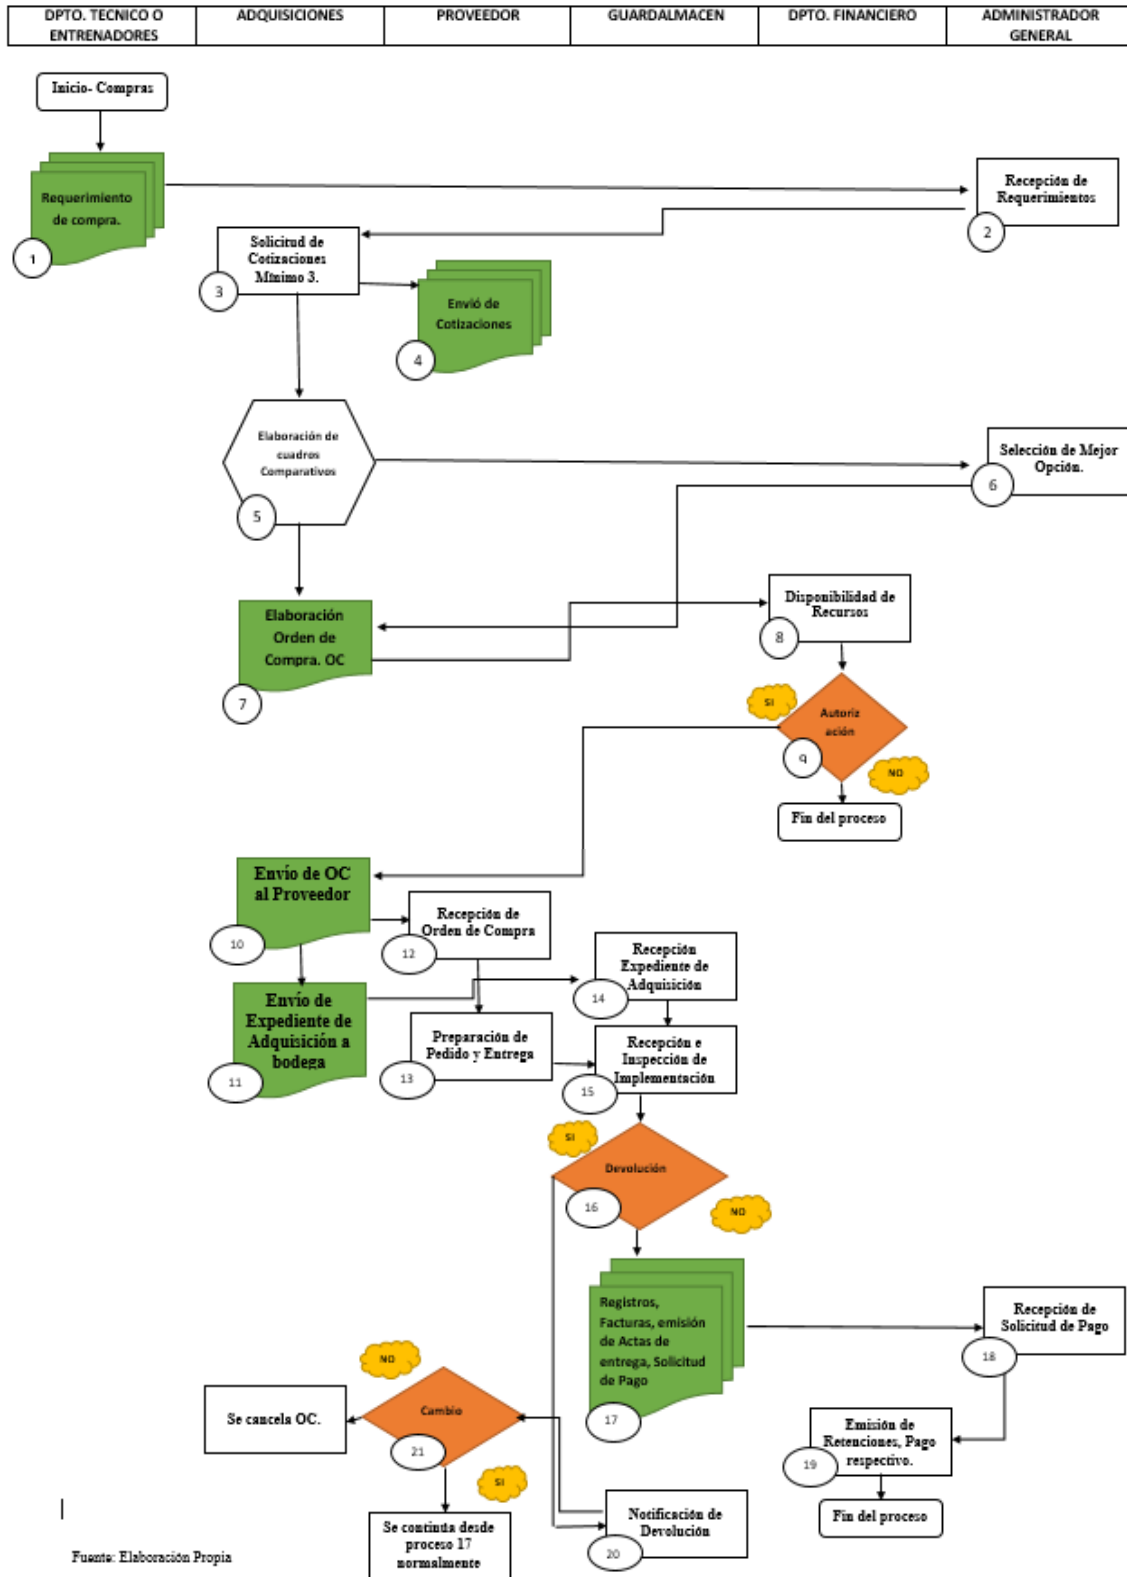 DPTO. TECNICO O
ENTRENADORES
ADQUISICIONES
PROVEEDOR
GUARDALMACEN
DPTO. FINANCIERO
ADMINISTRADOR
GENERAL
Inicio- Compras
Requerimiento
de compra.
1
Recepción de
Requerimientos
2
Solicitud de
Cotizaciones
Mínimo 3.
3
Envió de
Cotizaciones
4
Elaboración de
cuadros
Comparativos
5
Selección de Mejor
Opción.
6
Elaboración
Orden de
Compra. OC
7
Disponibilidad de
Recursos
8
SI
Autoriz
ación
9
NO
Fin del proceso
Envío de OC
al Proveedor
10
Recepción de
Orden de Compra
12
Recepción
Expediente de
Adquisición
14
Envío de
Expediente de
Adquisición a
bodega
11
Preparación de
Pedido y Entrega
13
Recepción e
Inspección de
Implementación
15
SI
Devolución
16
NO
Registros,
Facturas, emisión
de Actas de
entrega, Solicitud
de Pago
17
Recepción de
Solicitud de Pago
18
NO
Se cancela OC.
Cambio
21
SI
Emisión de
Retenciones, Pago
respectivo.
19
Fin del proceso
Notificación de
Devolución
20
Se continúa desde
proceso 17
normalmente
Fuente: Elaboración Propia